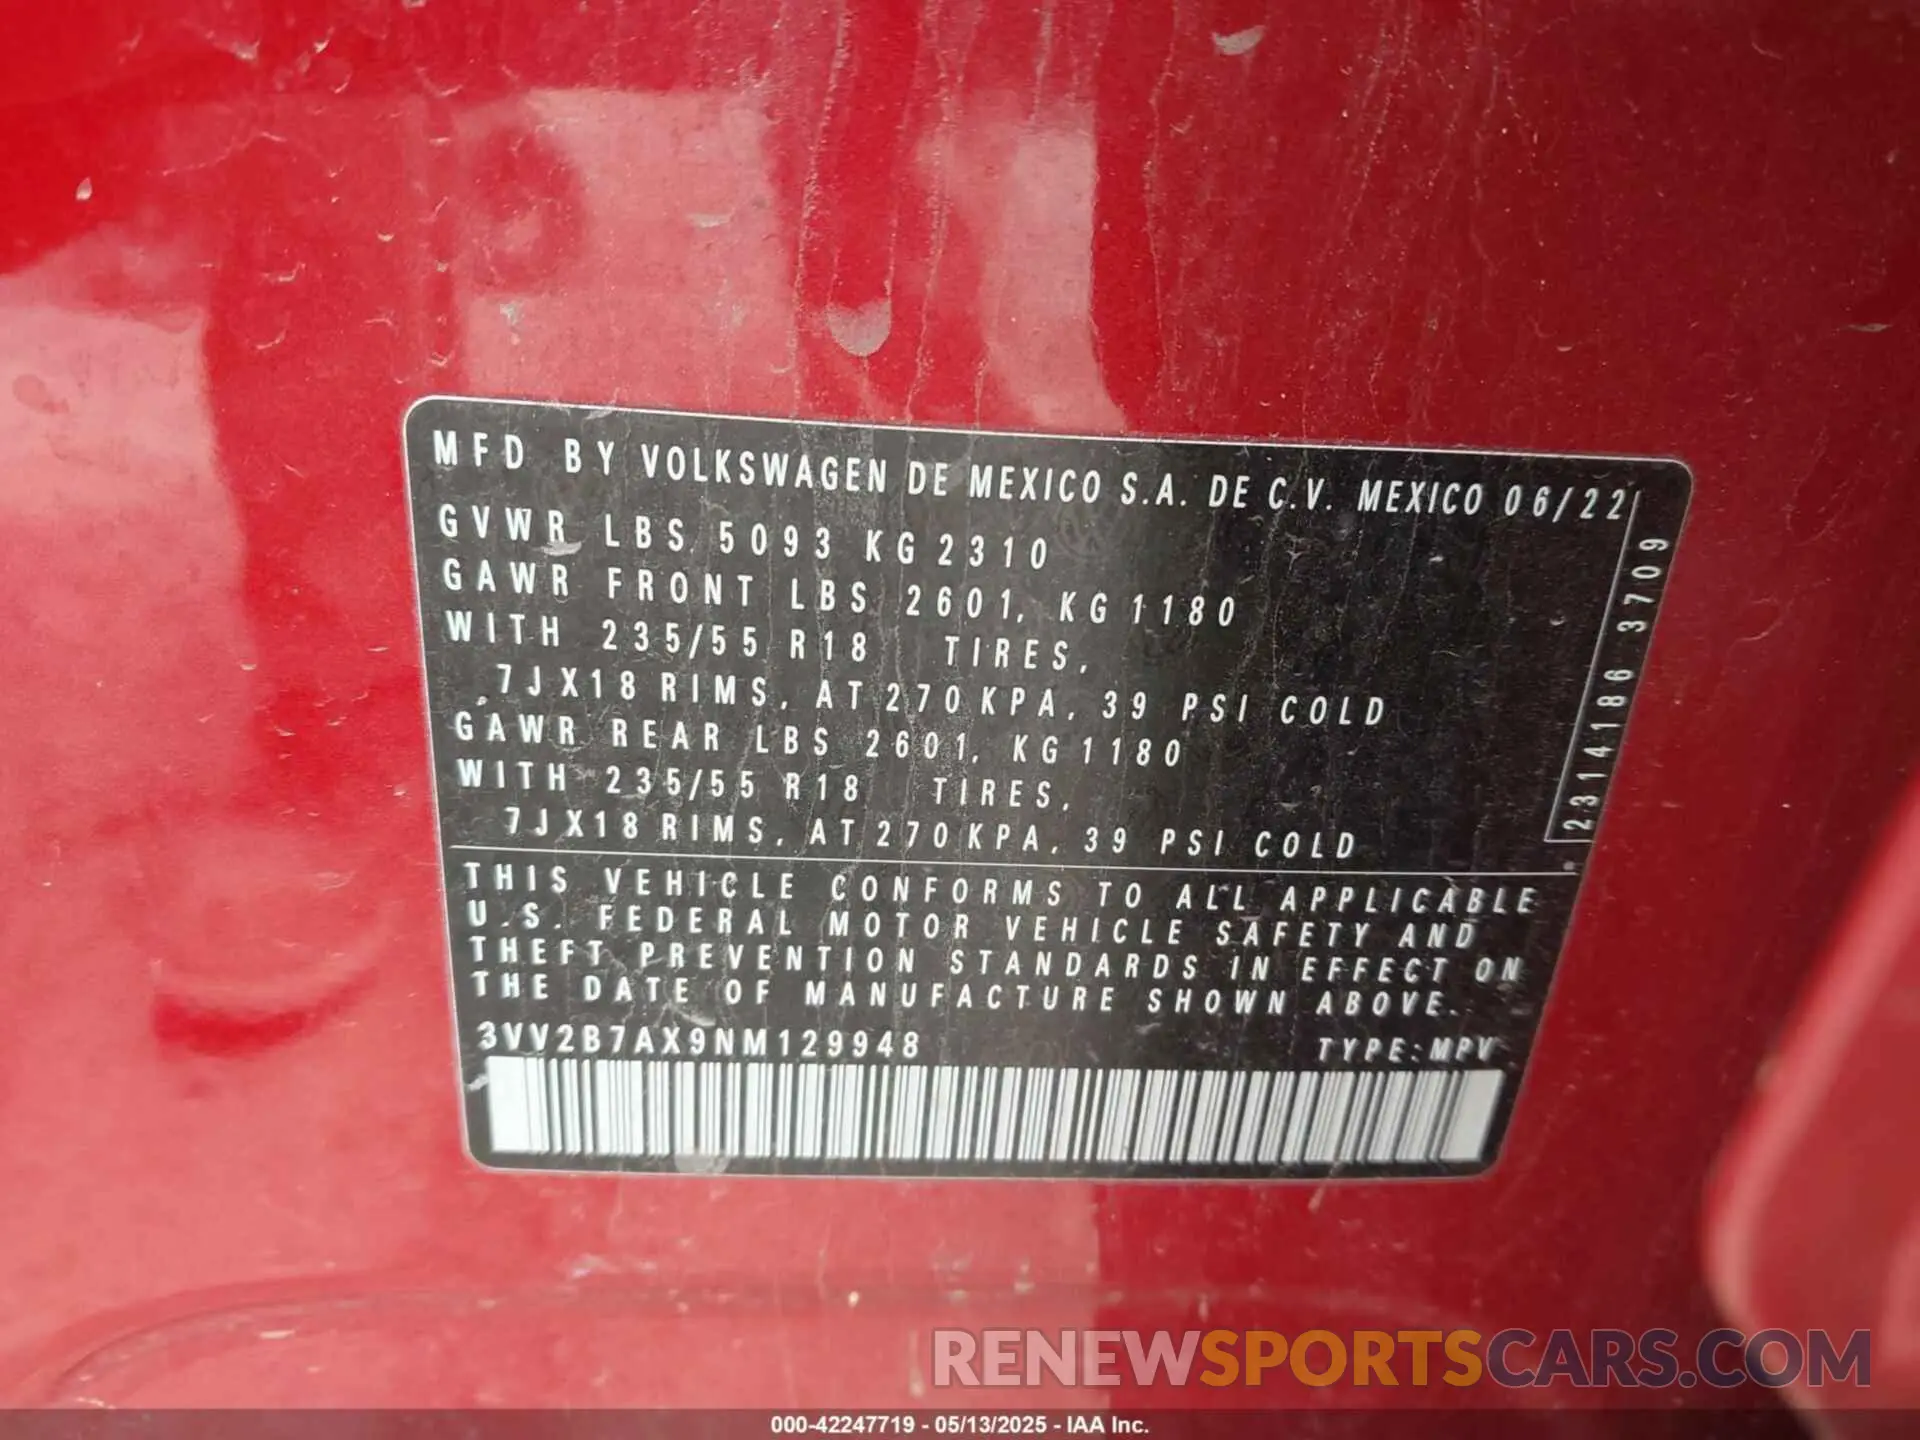 MFD BY VOLKSWAGEN DE MEXICO S.A. DE C.V. MEXICO 06/22
GVWR LBS 5093 KG 2310
GAWR FRONT LBS 2601, KG 1180
WITH 235/55 R18 TIRES,
7JX18 RIMS, AT 270 KPA, 39 PSI COLD
GAWR REAR LBS 2601, KG 1180
WITH 235/55 R18 TIRES,
7JX18 RIMS, AT 270 KPA, 39 PSI COLD
2314186 3709
THIS VEHICLE CONFORMS TO ALL APPLICABLE
U.S. FEDERAL MOTOR VEHICLE SAFETY AND
THEFT PREVENTION STANDARDS IN EFFECT ON
THE DATE OF MANUFACTURE SHOWN ABOVE.
3VV2B7AX9NM129948 TYPE: MPV
RENEWSPORTSCARS.COM
000-42247719 - 05/13/2025 - IAA Inc.